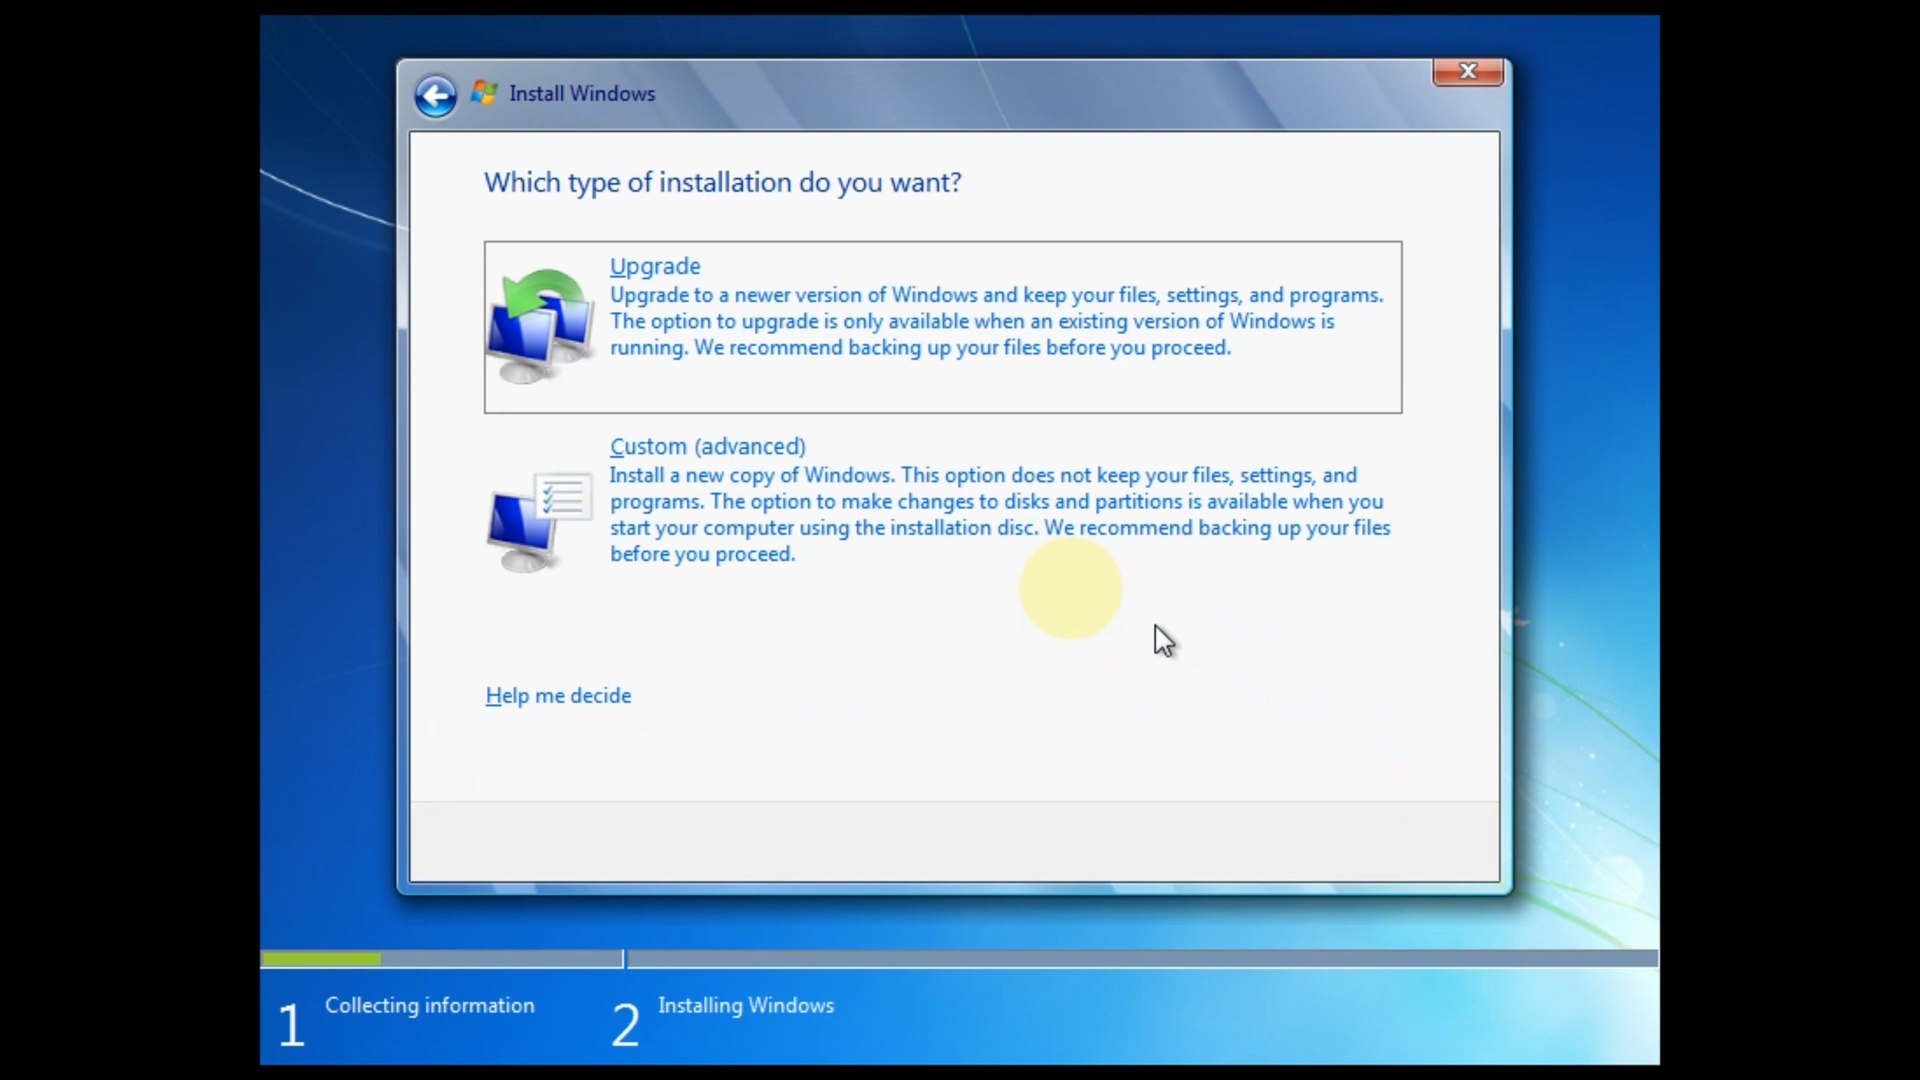 Install Windows
Which type of installation do you want?
Upgrade
Upgrade to a newer version of Windows and keep your files, settings, and programs.
The option to upgrade is only available when an existing version of Windows is
running. We recommend backing up your files before you proceed.
Custom (advanced)
Install a new copy of Windows. This option does not keep your files, settings, and
programs. The option to make changes to disks and partitions is available when you
start your computer using the installation disc. We recommend backing up your files
before you proceed.
Help me decide
1 Collecting information
2 Installing Windows